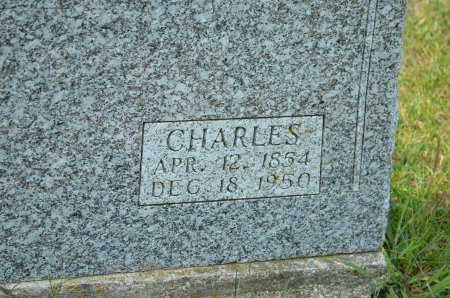 CHARLES
APR. 12. 1854
DEC. 18. 1950